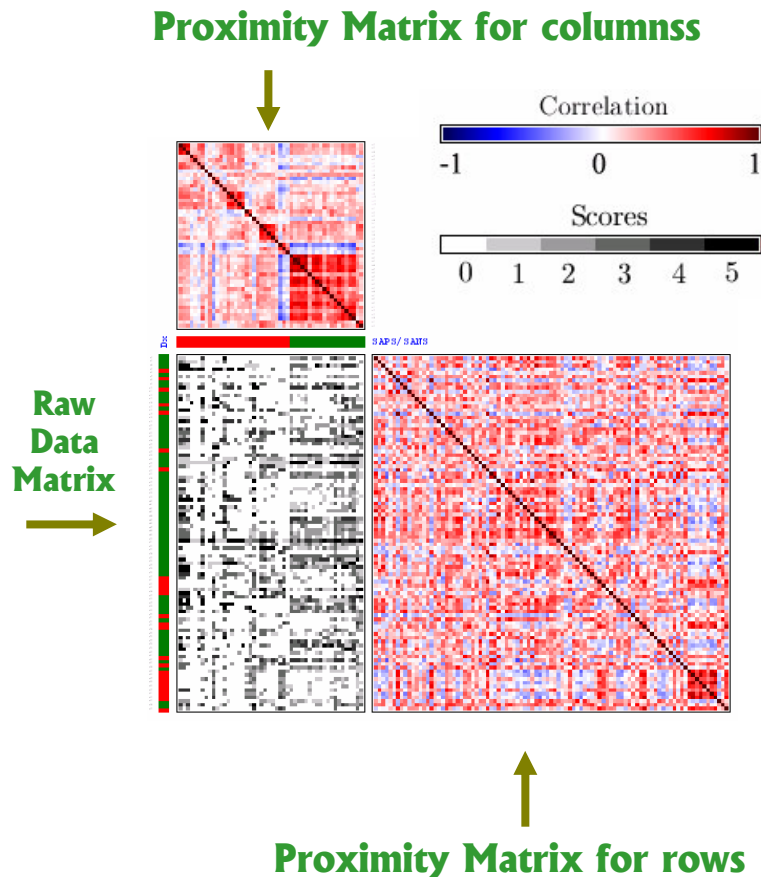 Proximity Matrix for columnss
Correlation
-1 0 1
Scores
0 1 2 3 4 5
Dx
SAPS/SANS
Raw
Data
Matrix
Proximity Matrix for rows